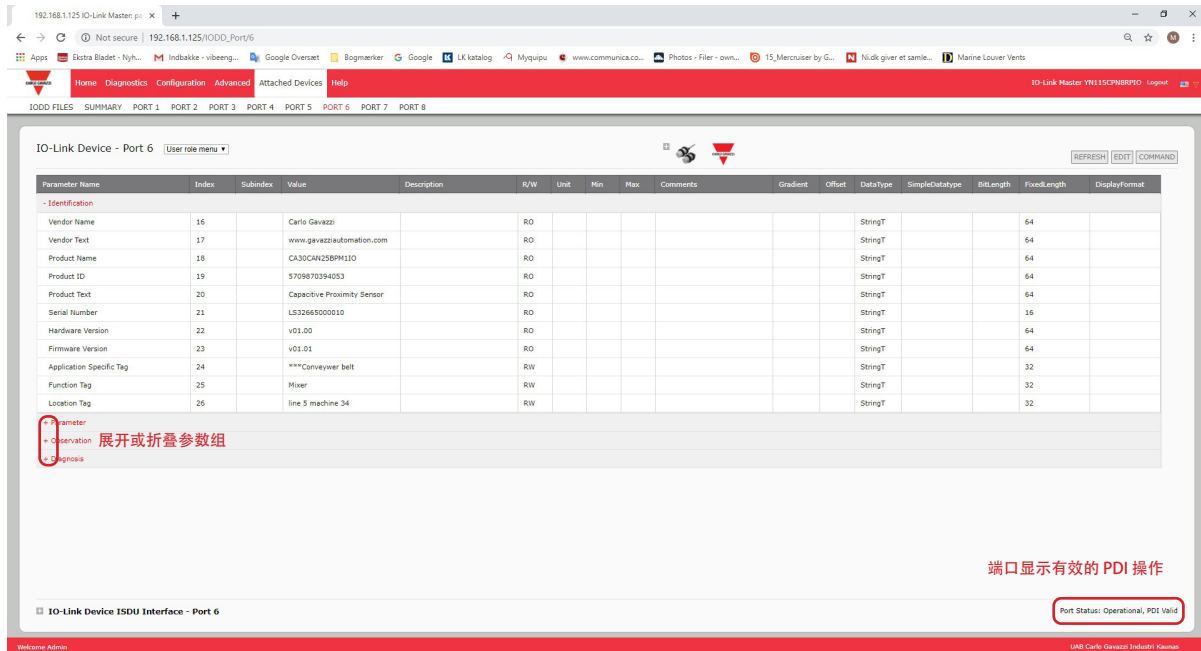 192.168.1.125 IO-Link Master: pa
Not secure | 192.168.1.125/IODD_Port/6
Apps Ekstra Bladet - Nyh... Indbakke - vibeeng... Google Oversæt Bogmærker Google LK katalog Myquipu www.communica.co... Photos - Filer - own... 15_Mercruiser by G... Ni:dk giver et samle... Marine Louver Vents
CARLO GAVAZZI
Home Diagnostics Configuration Advanced Attached Devices Help IO-Link Master YN115CPN8RPIO Logout
IODD FILES SUMMARY PORT 1 PORT 2 PORT 3 PORT 4 PORT 5 PORT 6 PORT 7 PORT 8
IO-Link Device - Port 6 User role menu CARLO GAVAZZI
REFRESH EDIT COMMAND
Parameter Name Index Subindex Value Description R/W Unit Min Max Comments Gradient Offset DataType SimpleDatatype BitLength FixedLength DisplayFormat
- Identification
Vendor Name 16 Carlo Gavazzi RO StringT 64
Vendor Text 17 www.gavazziautomation.com RO StringT 64
Product Name 18 CA30CAN25BPM1IO RO StringT 64
Product ID 19 5709870394053 RO StringT 64
Product Text 20 Capacitive Proximity Sensor RO StringT 64
Serial Number 21 LS32665000010 RO StringT 16
Hardware Version 22 v01.00 RO StringT 64
Firmware Version 23 v01.01 RO StringT 64
Application Specific Tag 24 ***Conveywer belt RW StringT 32
Function Tag 25 Mixer RW StringT 32
Location Tag 26 line 5 machine 34 RW StringT 32
+ Parameter
+ Observation 展开或折叠参数组
+ Diagnosis
端口显示有效的 PDI 操作
IO-Link Device ISDU Interface - Port 6 Port Status: Operational, PDI Valid
Welcome Admin UAB Carlo Gavazzi Industri Kaunas